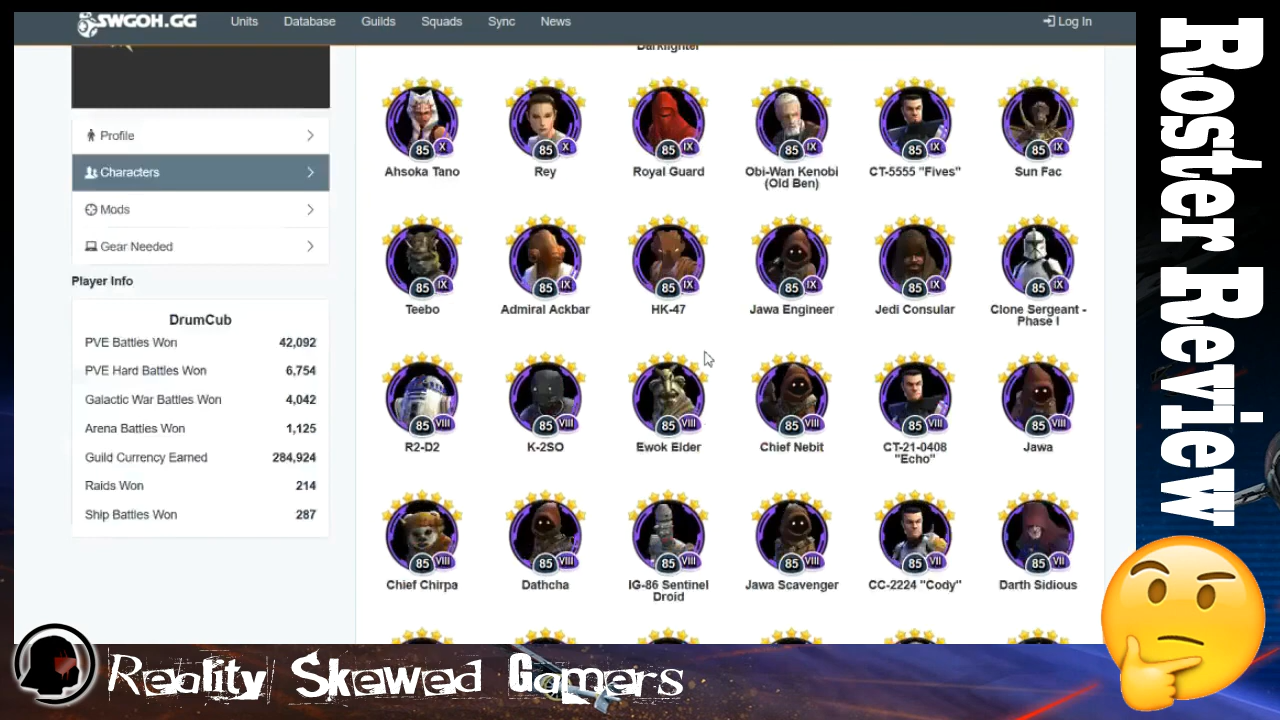 SWGOH.GG Units Database Guilds Squads Sync News Log In
Darklighter
Profile
Characters
Mods
Gear Needed
Player Info
DrumCub
PVE Battles Won 42,092
PVE Hard Battles Won 6,754
Galactic War Battles Won 4,042
Arena Battles Won 1,125
Guild Currency Earned 284,924
Raids Won 214
Ship Battles Won 287
85 X 85 X 85 IX 85 IX 85 IX 85 IX
Ahsoka Tano Rey Royal Guard Obi-Wan Kenobi CT-5555 "Fives" Sun Fac
(Old Ben)
85 IX 85 IX 85 IX 85 IX 85 IX 85 IX
Teebo Admiral Ackbar HK-47 Jawa Engineer Jedi Consular Clone Sergeant -
Phase I
85 VIII 85 VIII 85 VIII 85 VIII 85 VIII 85 VIII
R2-D2 K-2SO Ewok Elder Chief Nebit CT-21-0408 Jawa
"Echo"
85 VIII 85 VIII 85 VIII 85 VIII 85 VII 85 VII
Chief Chirpa Dathcha IG-86 Sentinel Jawa Scavenger CC-2224 "Cody" Darth Sidious
Droid
Roster Review
Reality Skewed Gamers